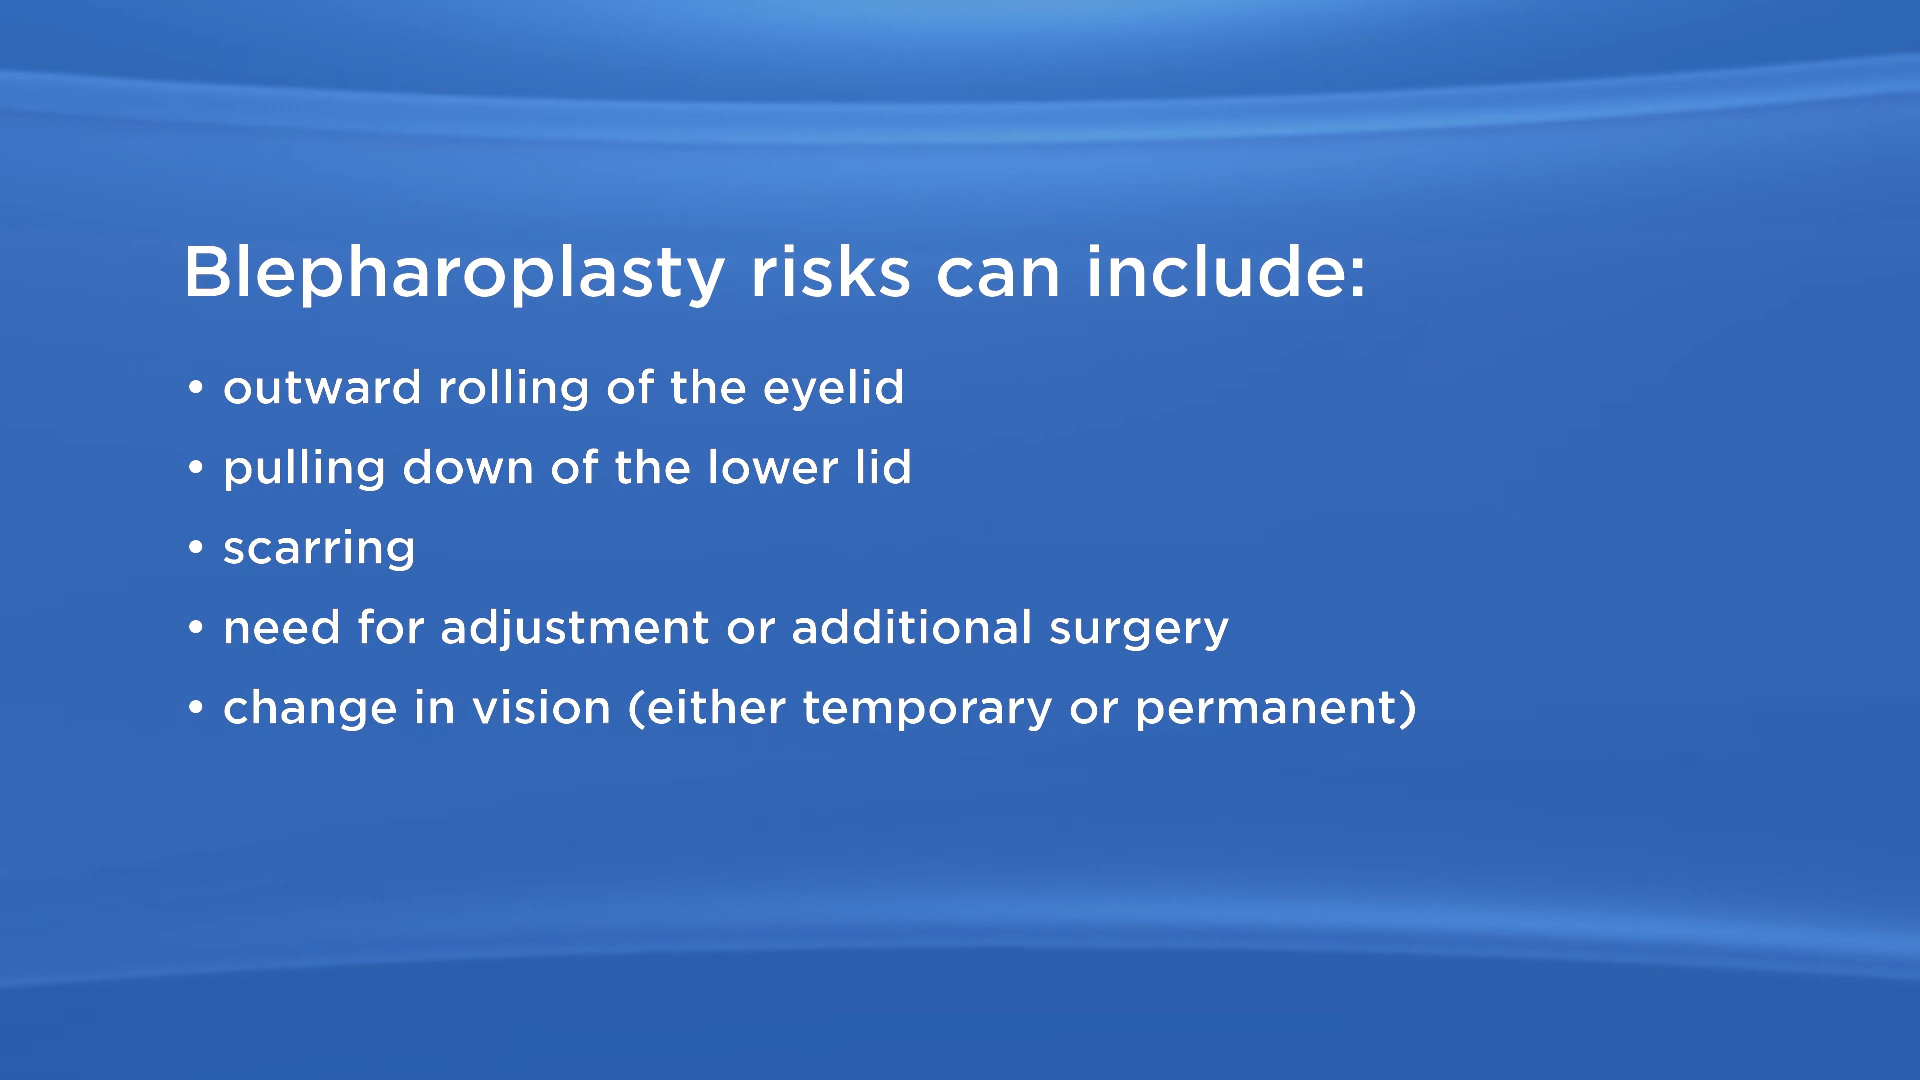 Blepharoplasty risks can include:
• outward rolling of the eyelid
• pulling down of the lower lid
• scarring
• need for adjustment or additional surgery
• change in vision (either temporary or permanent)